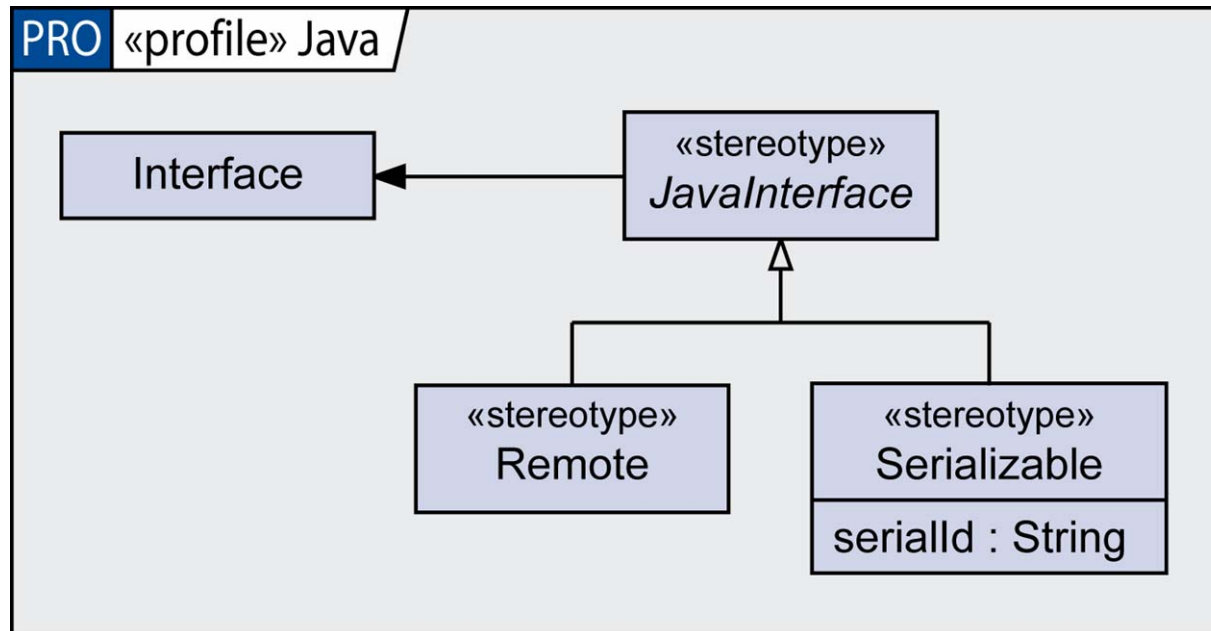 PRO «profile» Java
Interface
«stereotype»
JavaInterface
«stereotype»
Remote
«stereotype»
Serializable
serialId : String